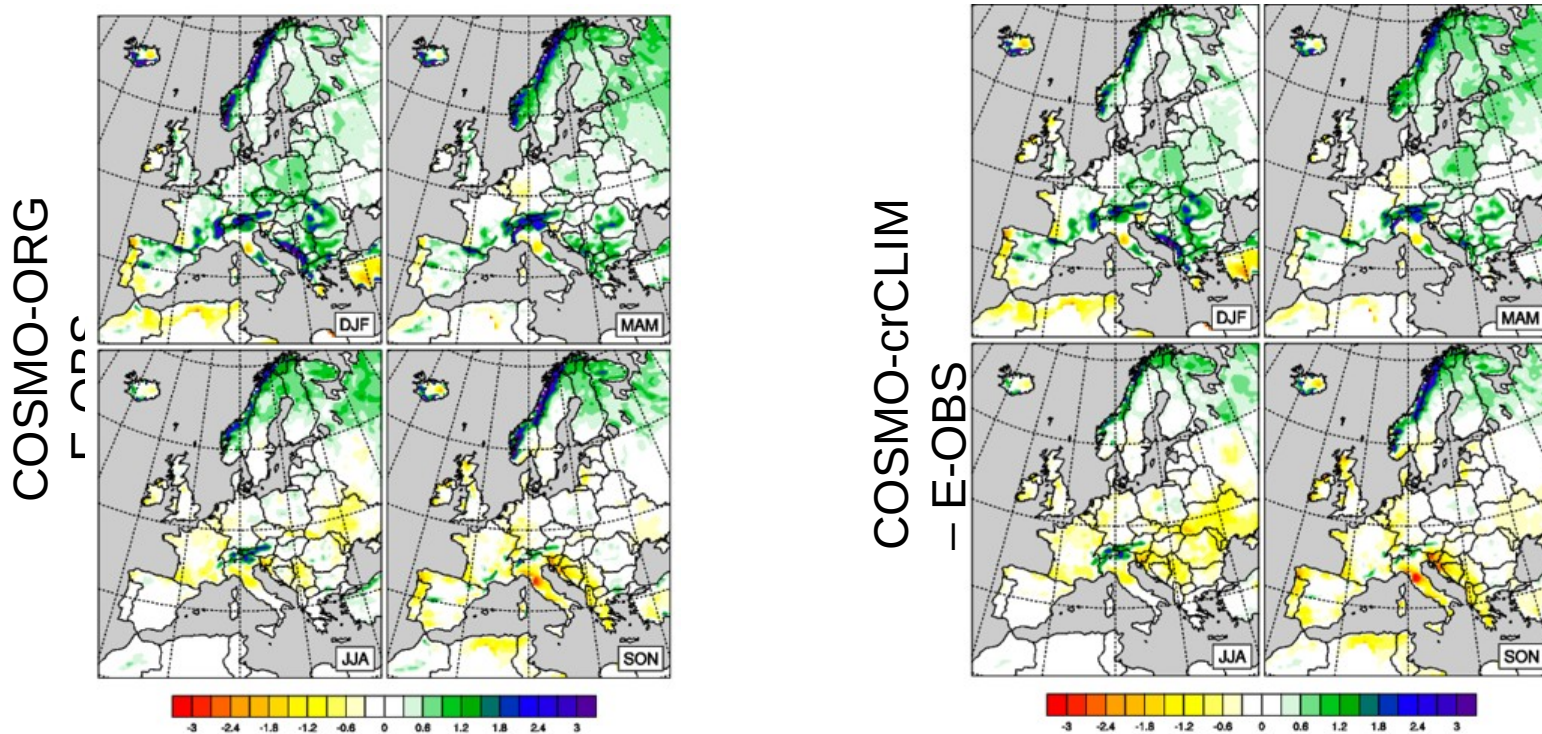 COSMO-ORG
DJF
MAM
JJA
SON
-3 -2.4 -1.8 -1.2 -0.6 0 0.6 1.2 1.8 2.4 3
COSMO-crCLIM
– E-OBS
DJF
MAM
JJA
SON
-3 -2.4 -1.8 -1.2 -0.6 0 0.6 1.2 1.8 2.4 3